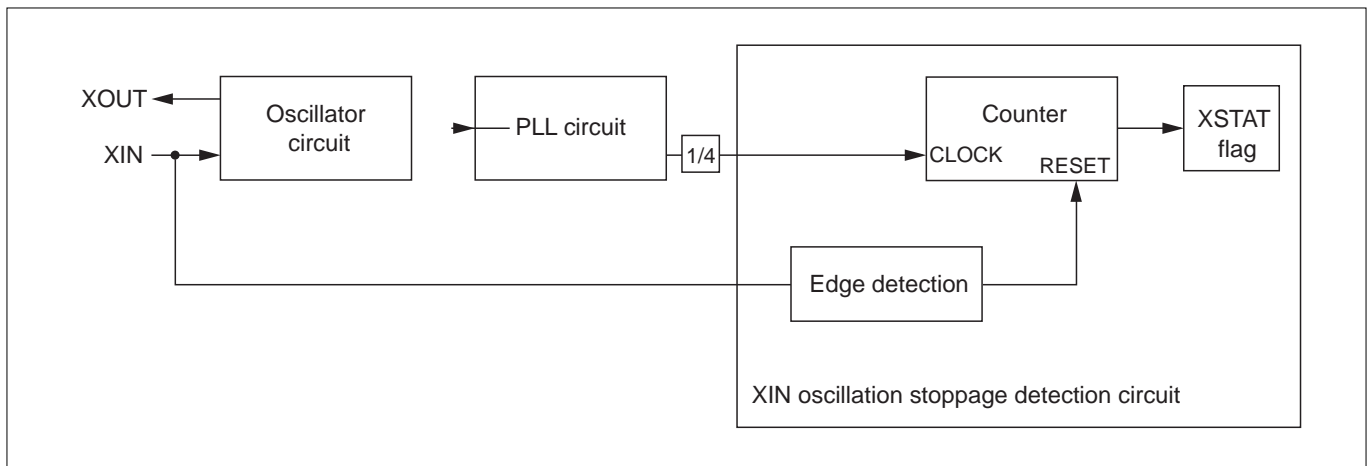 XOUT
XIN
Oscillator
circuit
PLL circuit
1/4
Counter
CLOCK
RESET
XSTAT
flag
Edge detection
XIN oscillation stoppage detection circuit